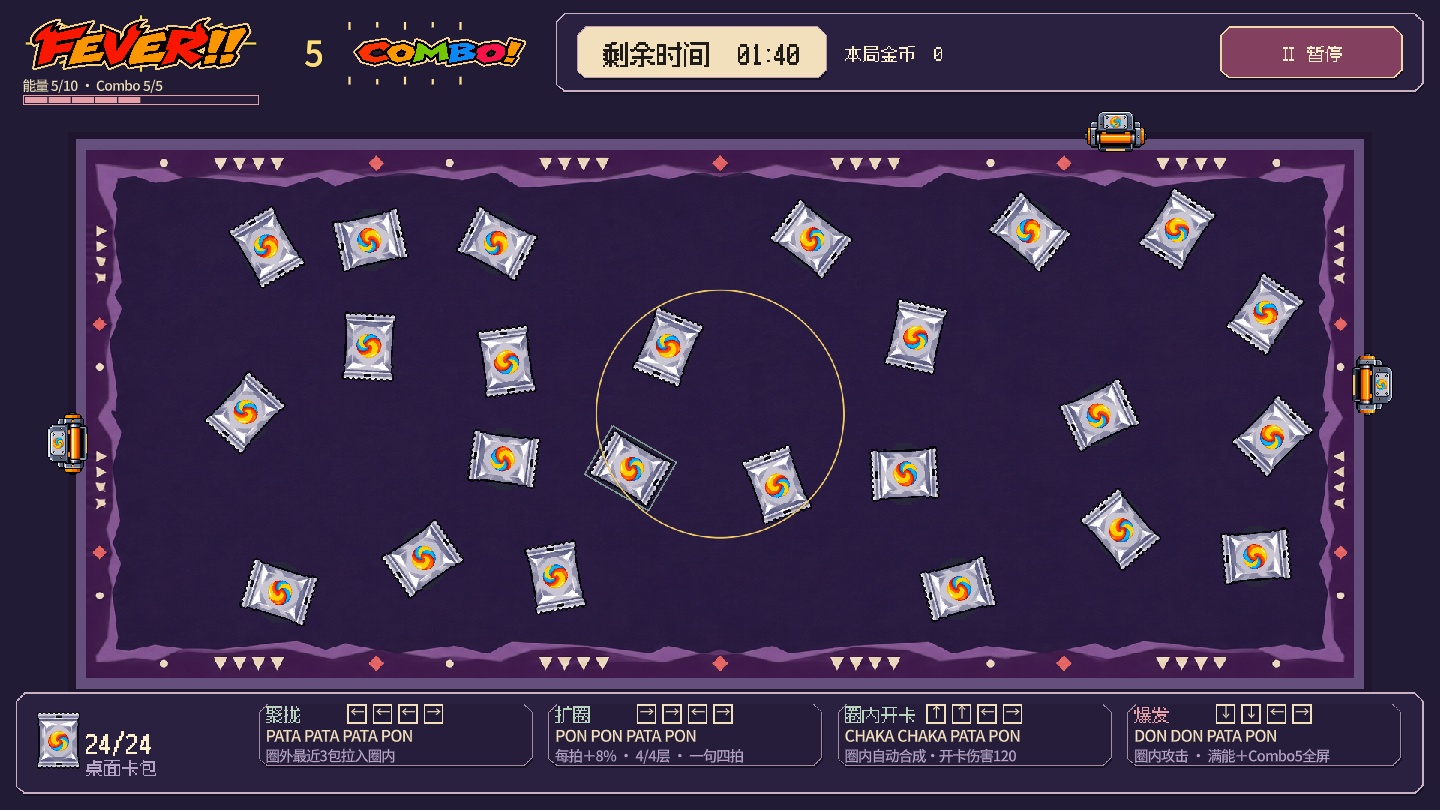 FEVER!!
能量 5/10 · Combo 5/5
5 COMBO!
剩余时间 01:40
本局金币 0
II 暂停
24/24
桌面卡包
聚拢 ← ← ← →
PATA PATA PATA PON
圈外最近3包拉入圈内
扩圈 → → ← →
PON PON PATA PON
每拍+8% · 4/4层 · 一句四拍
圈内开卡 ↑ ↑ ← →
CHAKA CHAKA PATA PON
圈内自动合成·开卡伤害120
爆发 ↓ ↓ ← →
DON DON PATA PON
圈内攻击 · 满能+Combo5全屏